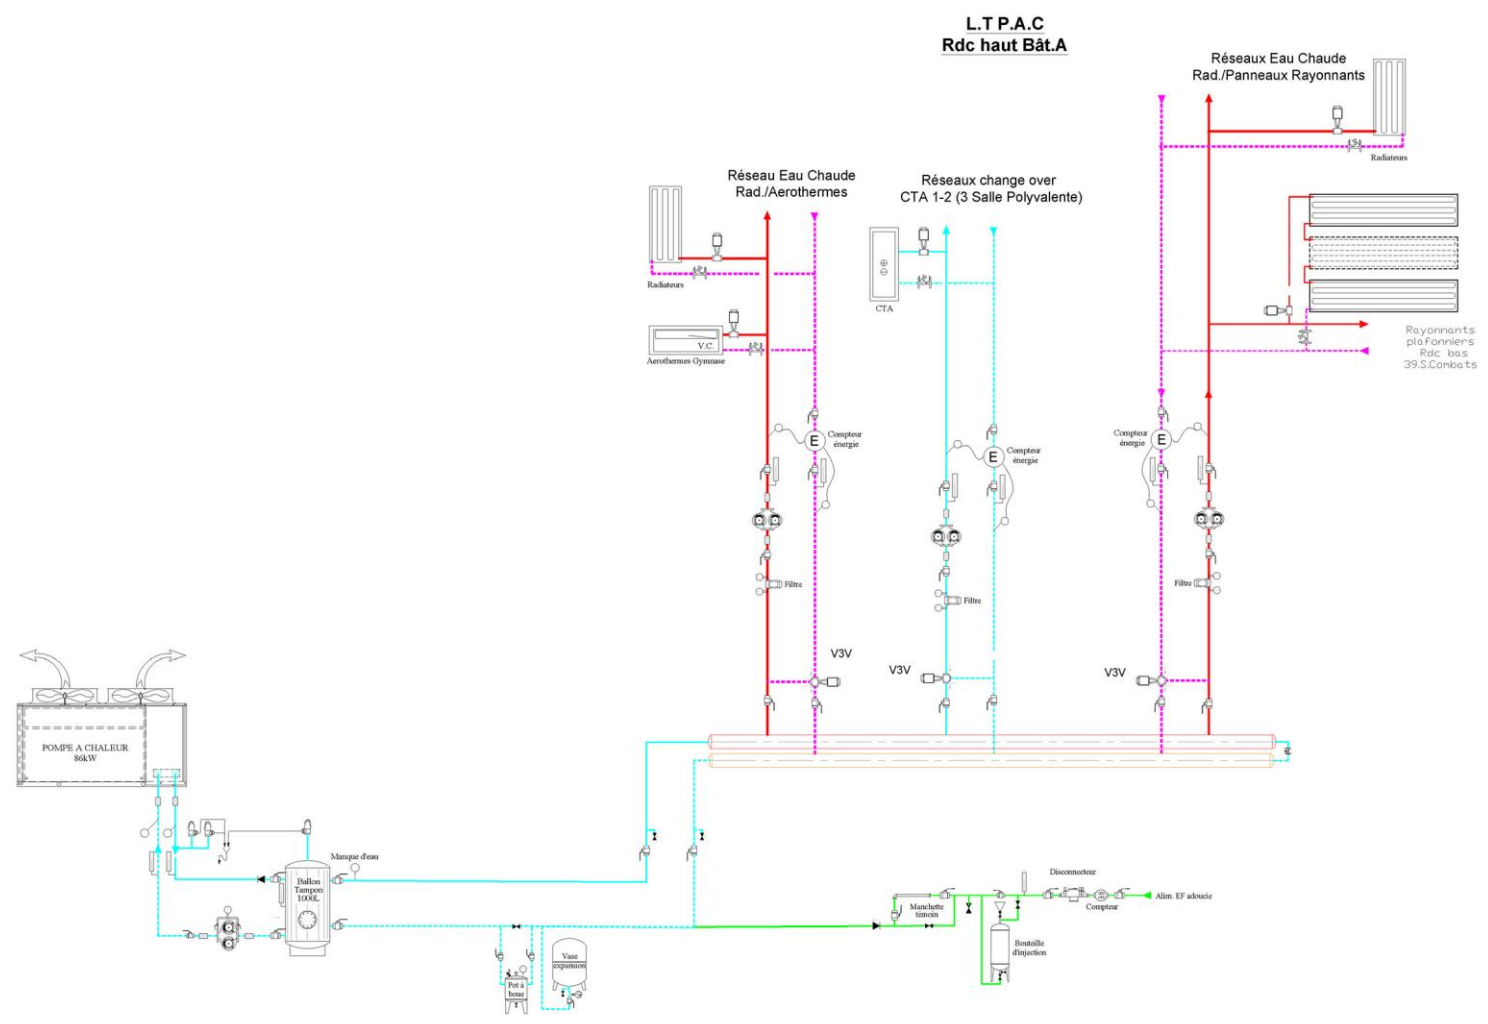 L.T P.A.C
Rdc haut Bât.A
Réseaux Eau Chaude
Rad./Panneaux Rayonnants
Radiateurs
Réseau Eau Chaude
Rad./Aerothermes
Réseaux change over
CTA 1-2 (3 Salle Polyvalente)
Radiateurs
CTA
V.C.
Aerothermes Gymnase
Rayonnants
plafonniers
Rdc bas
39.S.Combats
E
Compteur
énergie
E
Compteur
énergie
Compteur
énergie
E
Filtre
Filtre
Filtre
V3V
V3V
V3V
POMPE A CHALEUR
86kW
Manque d'eau
Ballon
Tampon
1000L
Disconnecteur
Manchette
témoin
Compteur
Alim. EF adoucie
Bouteille
d'injection
Vase
expansion
Pot à
boue